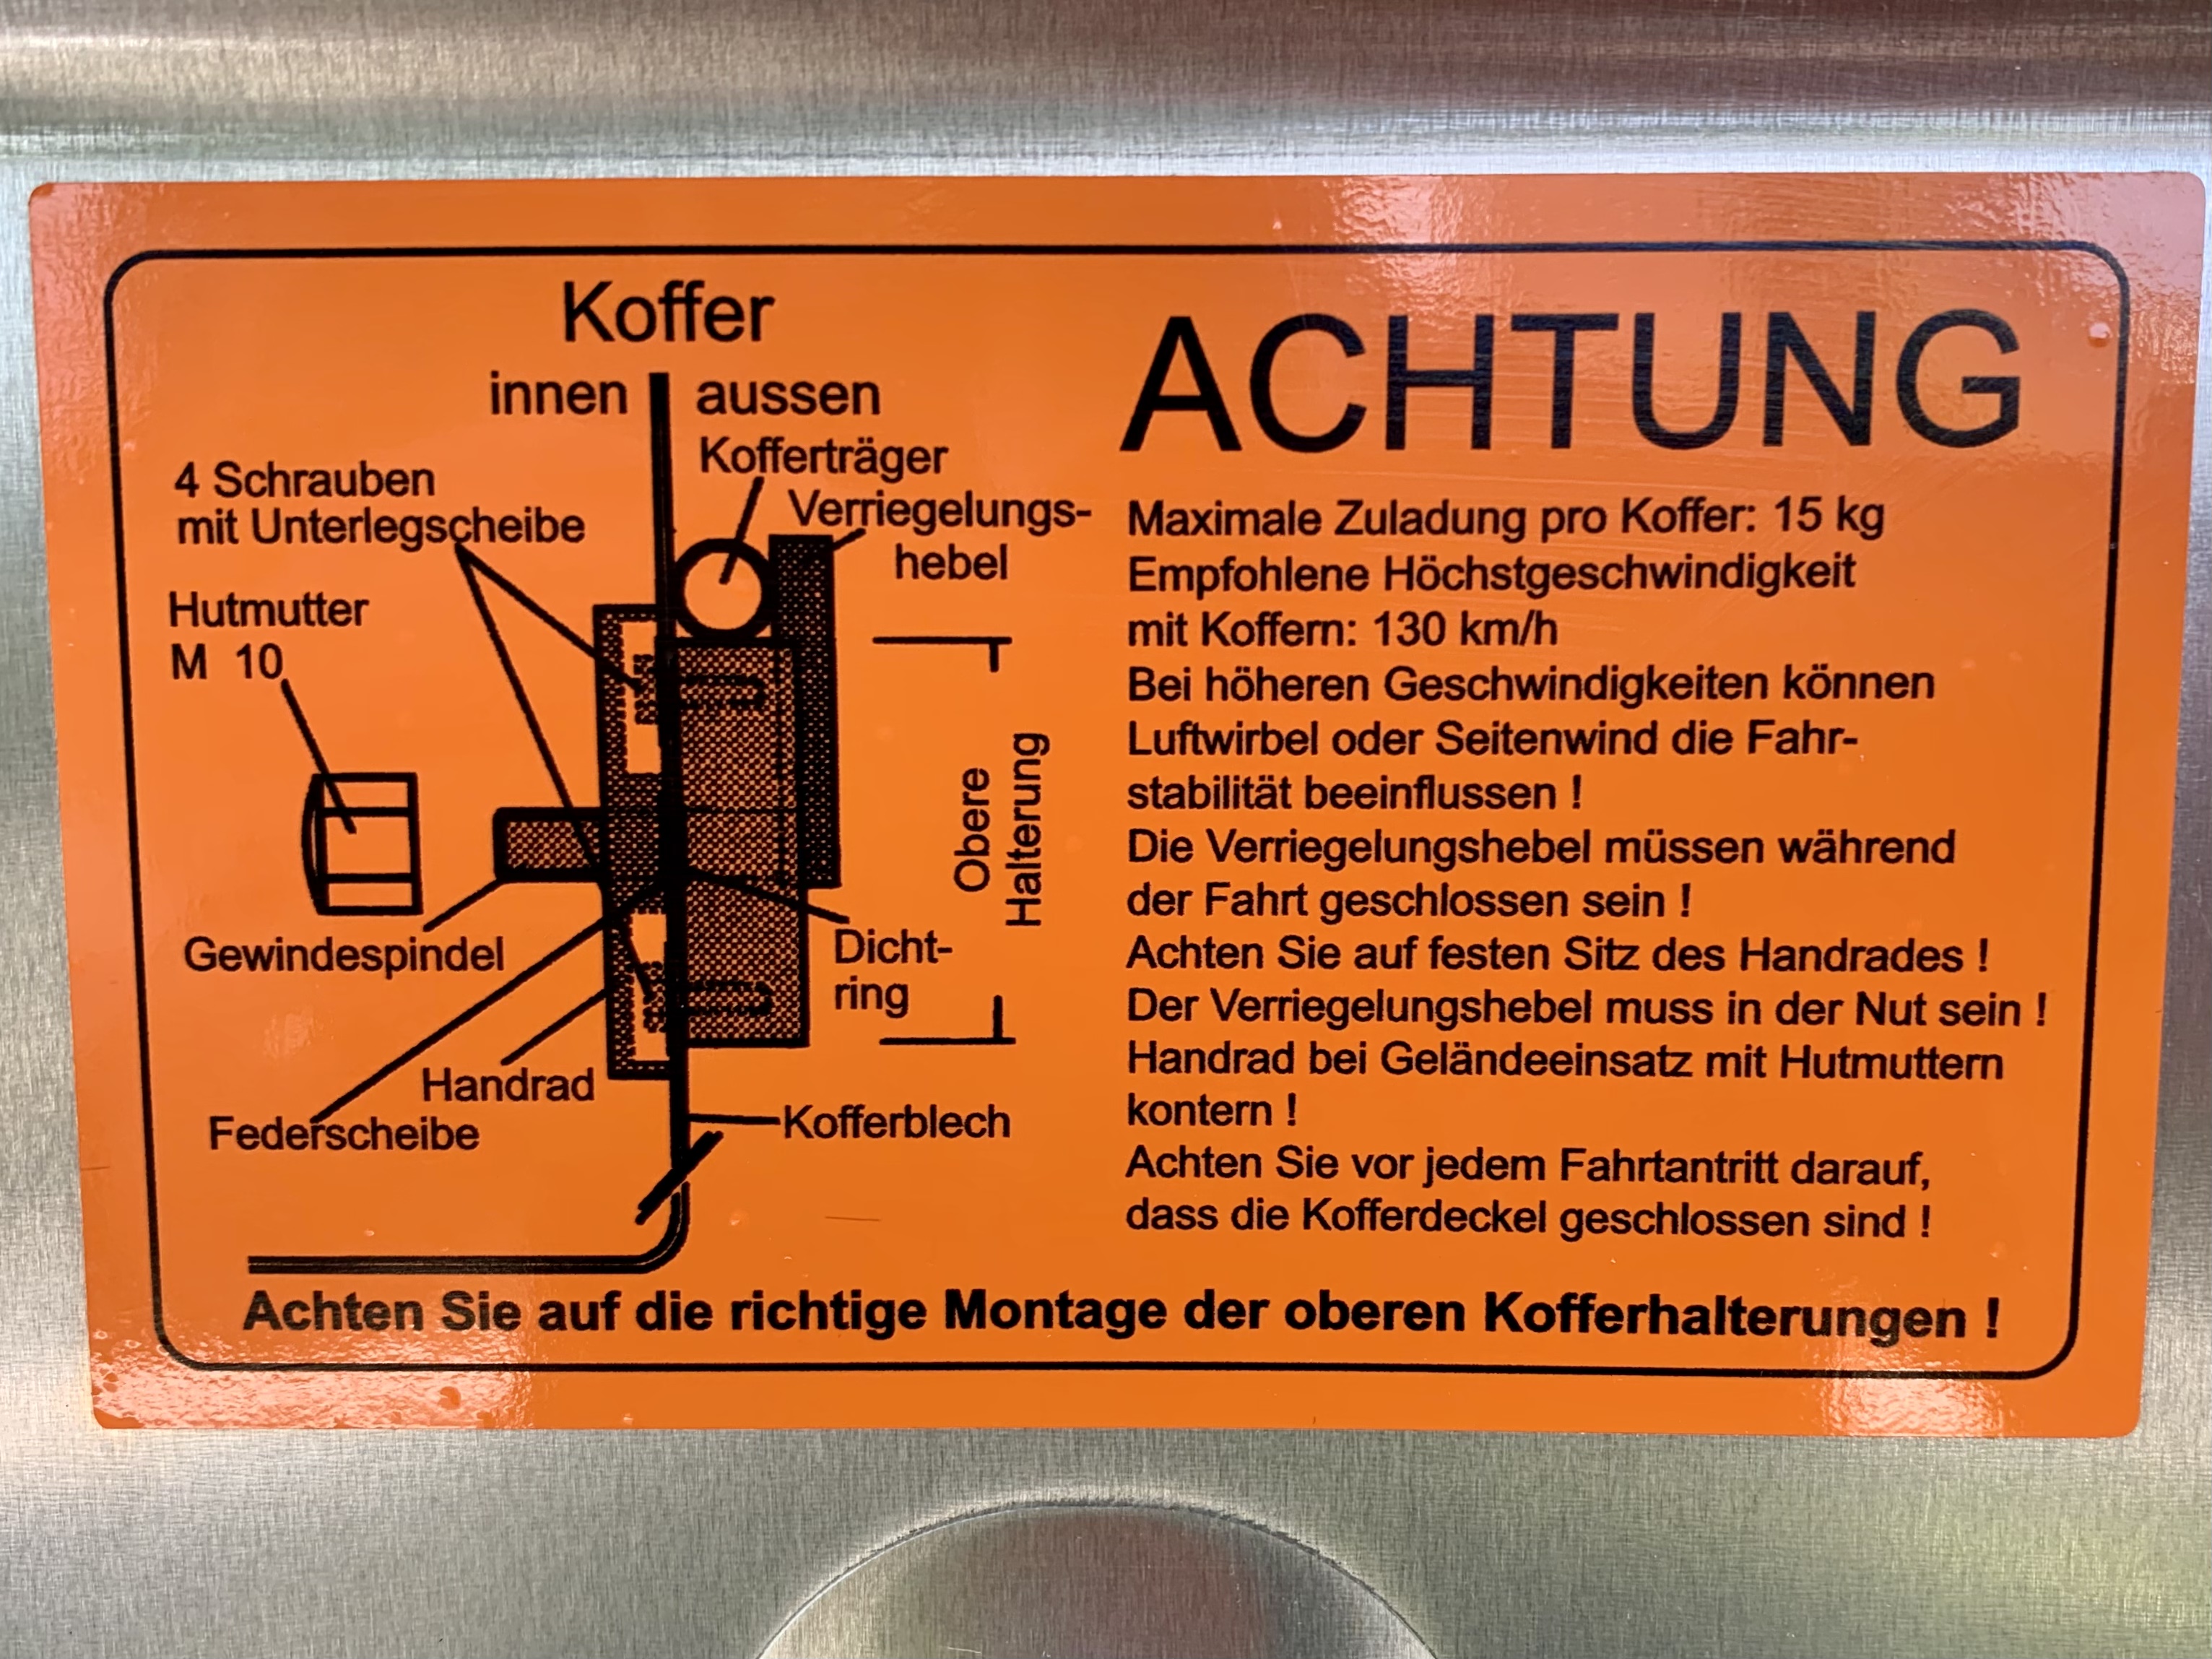 Koffer
innen aussen
Kofferträger
Verriegelungs-
hebel
4 Schrauben
mit Unterlegscheibe
Hutmutter
M 10
Obere
Halterung
Gewindespindel
Dicht-
ring
Handrad
Federscheibe
Kofferblech
ACHTUNG
Maximale Zuladung pro Koffer: 15 kg
Empfohlene Höchstgeschwindigkeit
mit Koffern: 130 km/h
Bei höheren Geschwindigkeiten können
Luftwirbel oder Seitenwind die Fahr-
stabilität beeinflussen !
Die Verriegelungshebel müssen während
der Fahrt geschlossen sein !
Achten Sie auf festen Sitz des Handrades !
Der Verriegelungshebel muss in der Nut sein !
Handrad bei Geländeeinsatz mit Hutmuttern
kontern !
Achten Sie vor jedem Fahrtantritt darauf,
dass die Kofferdeckel geschlossen sind !
Achten Sie auf die richtige Montage der oberen Kofferhalterungen !